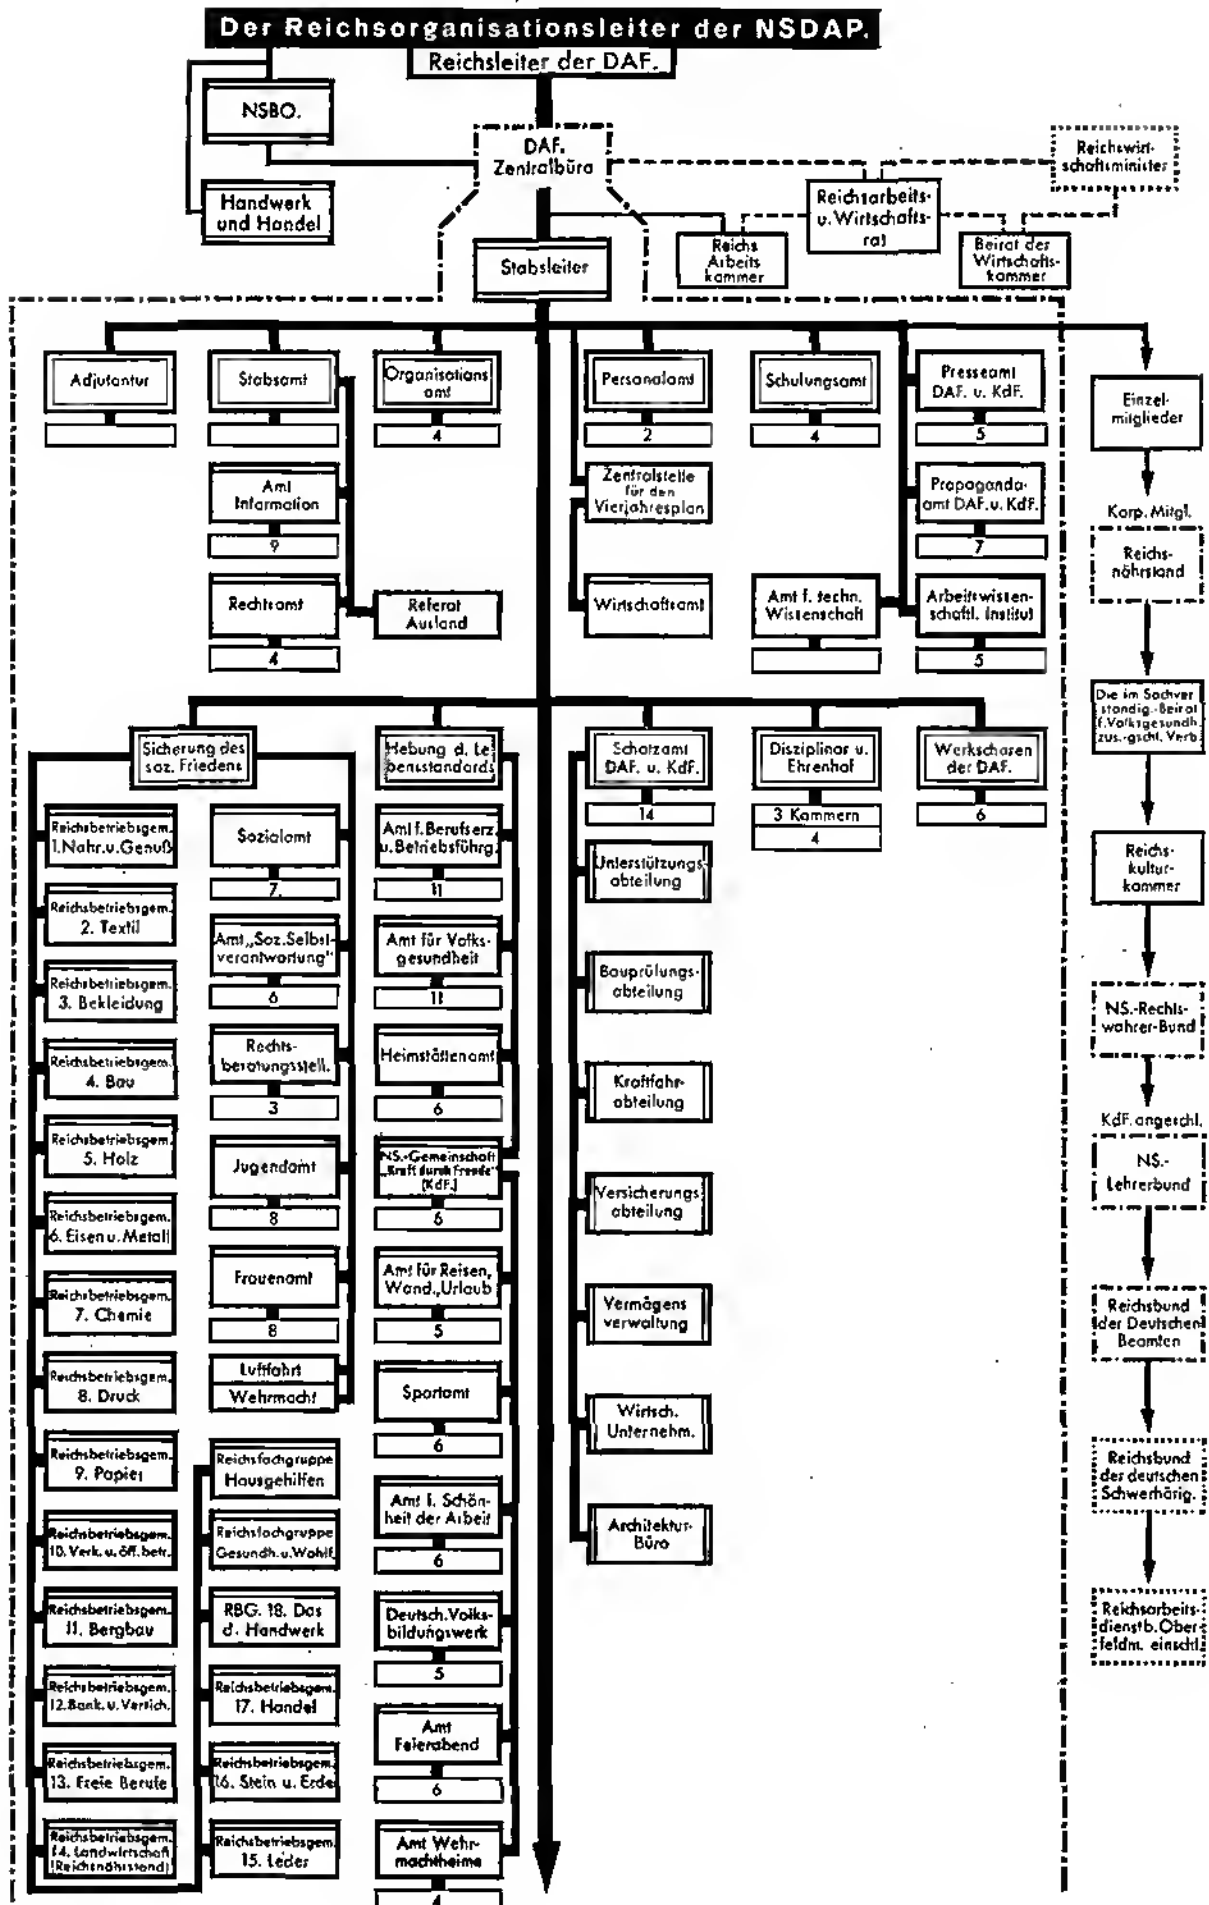 Der Reichsorganisationsleiter der NSDAP.
Reichsleiter der DAF.
NSBO.
DAF.
Zentralbüro
Reichswirt-
schaftsminister
Handwerk
und Handel
Reichsarbeits-
u. Wirtschafts-
rat
Stabsleiter
Reichs
Arbeits
kammer
Beirat der
Wirtschafts-
kammer
Adjutantur
Stabsamt
Organisations
amt
4
Personalamt
2
Schulungsamt
4
Presseamt
DAF. u. KdF.
5
Einzel-
mitglieder
Amt
Information
9
Zentralstelle
für den
Vierjahresplan
Propaganda-
amt DAF. u. KdF.
7
Korp. Mitgl.
Reichs-
nährstand
Rechtsamt
4
Referat
Ausland
Wirtschaftsamt
Amt f. techn.
Wissenschaft
Arbeitswissen-
schaftl. Institut
5
Die im Sachver
ständig.-Beirat
f. Volksgesundh.
zus.-gschl. Verb.
Sicherung des
soz. Friedens
Hebung d. Le
bensstandards
Schatzamt
DAF. u. KdF.
14
Disziplinar u.
Ehrenhof
3 Kammern
4
Werkscharen
der DAF.
6
Reichsbetriebsgem.
1. Nahr. u. Genuß
Sozialamt
7.
Amt f. Berufserz.
u. Betriebsführg.
11
Unterstützungs-
abteilung
Reichs-
kultur-
kammer
Reichsbetriebsgem.
2. Textil
Amt „Soz. Selbst-
verantwortung"
6
Amt für Volks-
gesundheit
11
Bauprüfungs-
abteilung
Reichsbetriebsgem.
3. Bekleidung
NS.-Rechts-
wahrer-Bund
Reichsbetriebsgem.
4. Bau
Rechts-
beratungsstell.
3
Heimstättenamt
6
Kraftfahr-
abteilung
Reichsbetriebsgem.
5. Holz
Jugendamt
8
NS.-Gemeinschaft
„Kraft durch Freude"
[KdF.]
6
Versicherungs
abteilung
KdF. angeschl.
NS.-
Lehrerbund
Reichsbetriebsgem.
6. Eisen u. Metall
Reichsbetriebsgem.
7. Chemie
Frauenamt
8
Amt für Reisen,
Wand., Urlaub
5
Vermögens
verwaltung
Reichsbund
der Deutschen
Beamten
Reichsbetriebsgem.
8. Druck
Luftfahrt
Wehrmacht
Sportamt
6
Wirtsch.
Unternehm.
Reichsbetriebsgem.
9. Papier
Reichsfachgruppe
Hausgehilfen
Reichsbund
der deutschen
Schwerhörig.
Reichsbetriebsgem.
10. Verk. u. öff. betr.
Reichsfachgruppe
Gesundh. u. Wohlf.
Amt f. Schön-
heit der Arbeit
6
Architektur-
Büro
Reichsbetriebsgem.
11. Bergbau
RBG. 18. Das
d. Handwerk
Deutsch. Volks-
bildungswerk
5
Reichsarbeits-
dienstb. Ober-
feldm. einschl.
Reichsbetriebsgem.
12. Bank. u. Versich.
Reichsbetriebsgem.
17. Handel
Amt
Feierabend
6
Reichsbetriebsgem.
13. Freie Berufe
Reichsbetriebsgem.
16. Stein u. Erde
Reichsbetriebsgem.
14. Landwirtschaft
(Reichsnährstand)
Reichsbetriebsgem.
15. Leder
Amt Wehr-
machtheime
4